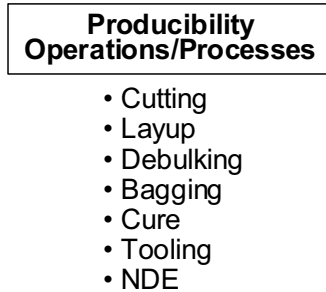 Producibility
Operations/Processes
• Cutting
• Layup
• Debulking
• Bagging
• Cure
• Tooling
• NDE